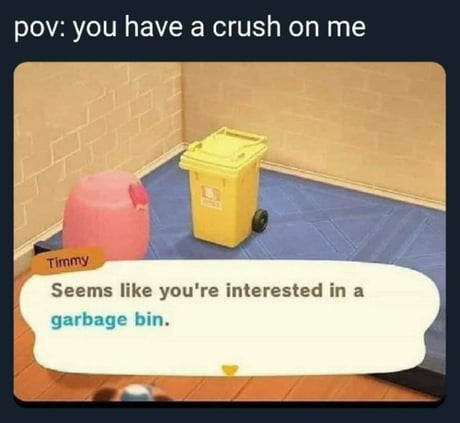 pov: you have a crush on me
Timmy
Seems like you're interested in a
garbage bin.